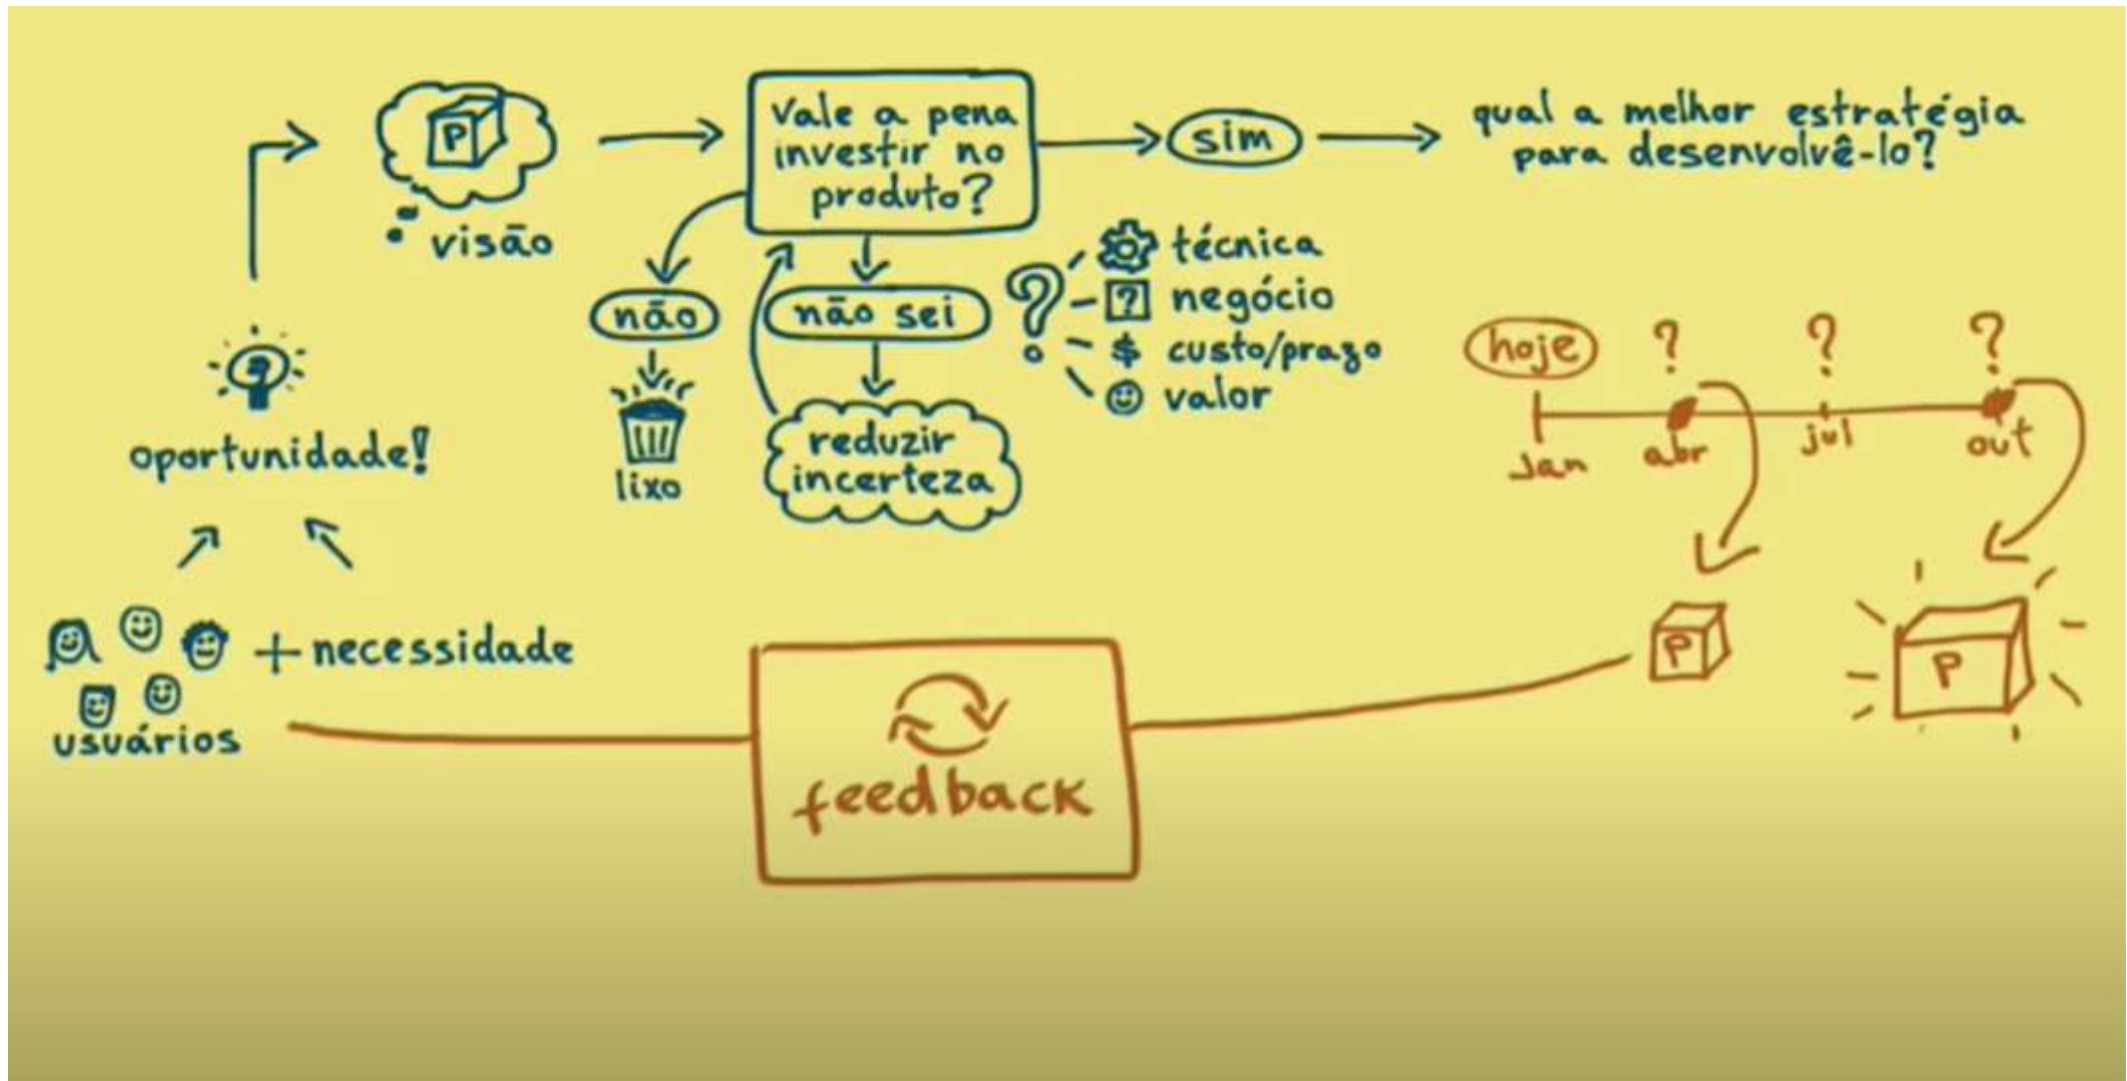 P
visão
Vale a pena
investir no
produto?
sim
qual a melhor estratégia
para desenvolvê-lo?
não
lixo
não sei
reduzir
incerteza
?
técnica
? negócio
$ custo/prazo
valor
oportunidade!
+ necessidade
usuários
hoje
? ? ?
Jan abr jul out
P
P
feedback